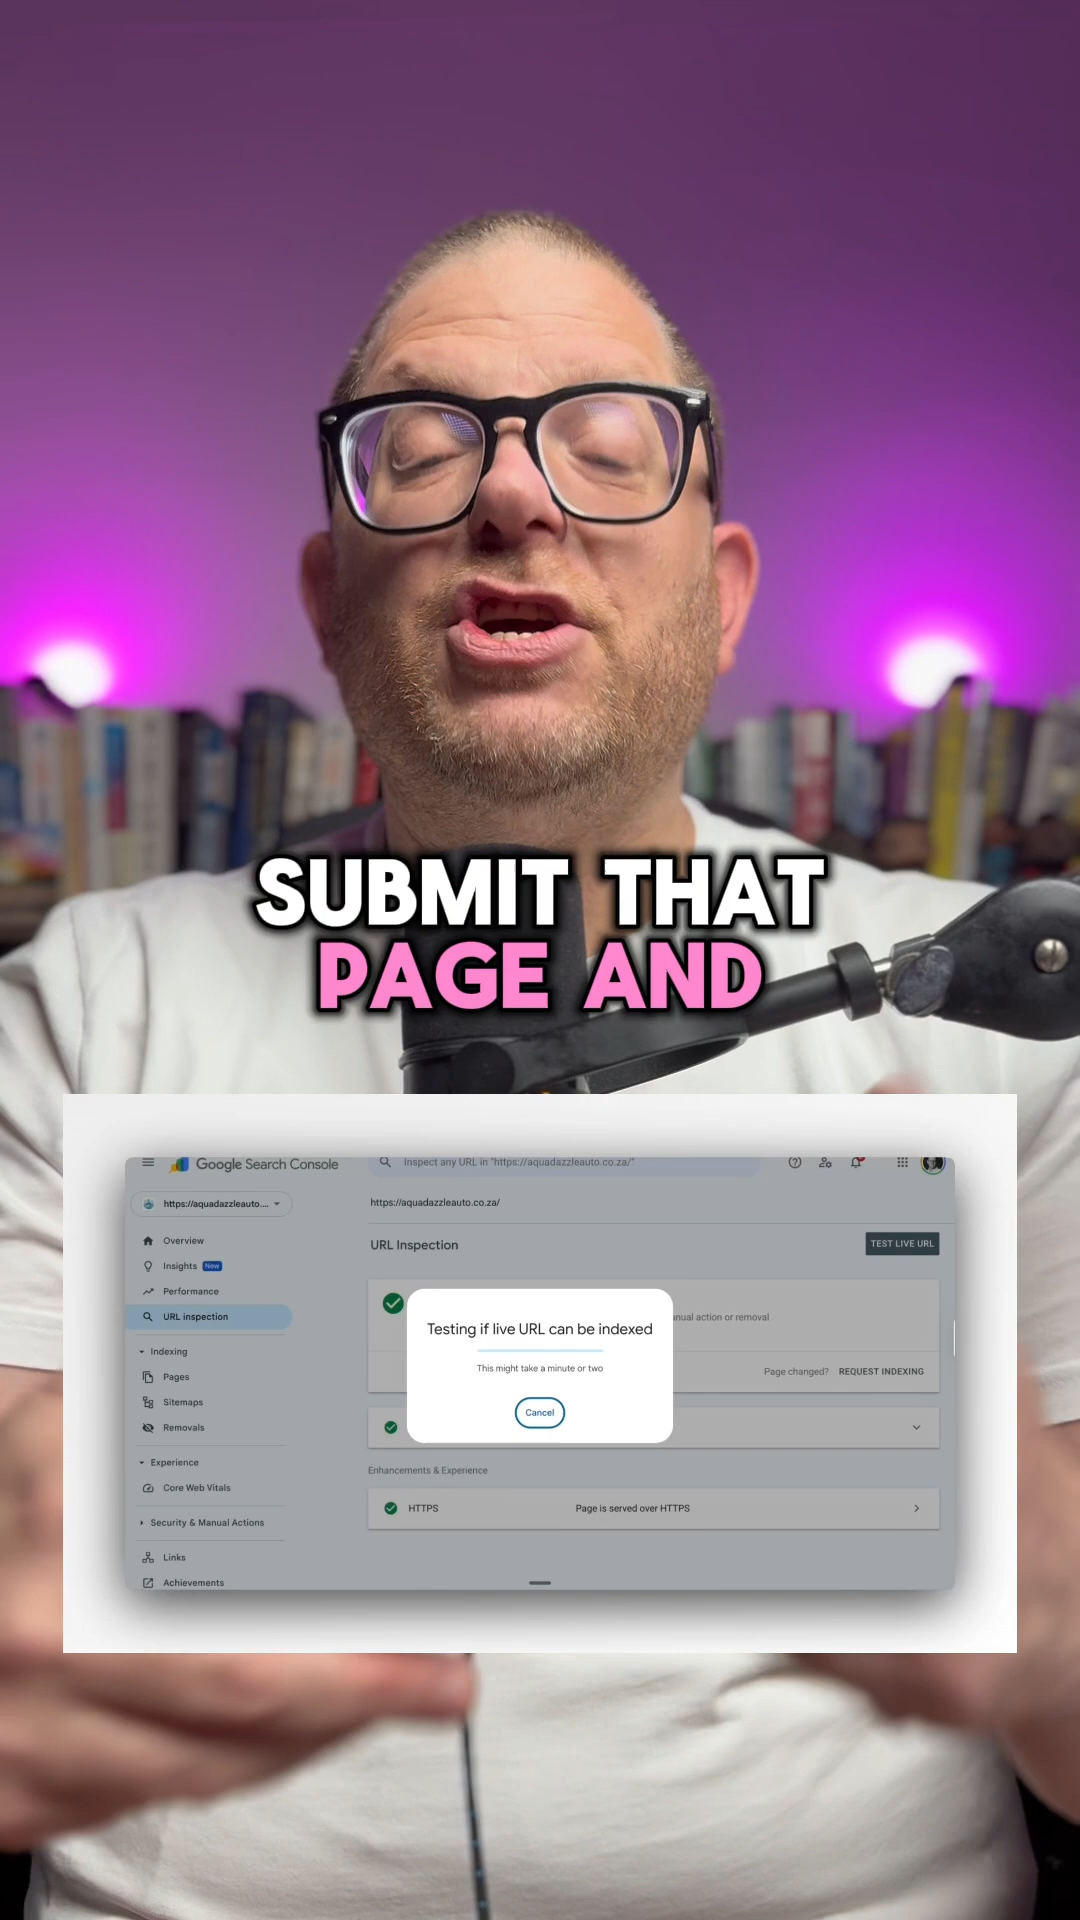 SUBMIT THAT
PAGE AND
Google Search Console
Inspect any URL in "https://aquadazzleauto.co.za/"
https://aquadazzleauto....
https://aquadazzleauto.co.za/
Overview
URL Inspection
TEST LIVE URL
Insights New
Performance
URL inspection
Testing if live URL can be indexed
nual action or removal
Indexing
This might take a minute or two
Page changed? REQUEST INDEXING
Pages
Sitemaps
Cancel
Removals
Experience
Enhancements & Experience
Core Web Vitals
HTTPS
Page is served over HTTPS
Security & Manual Actions
Links
Achievements